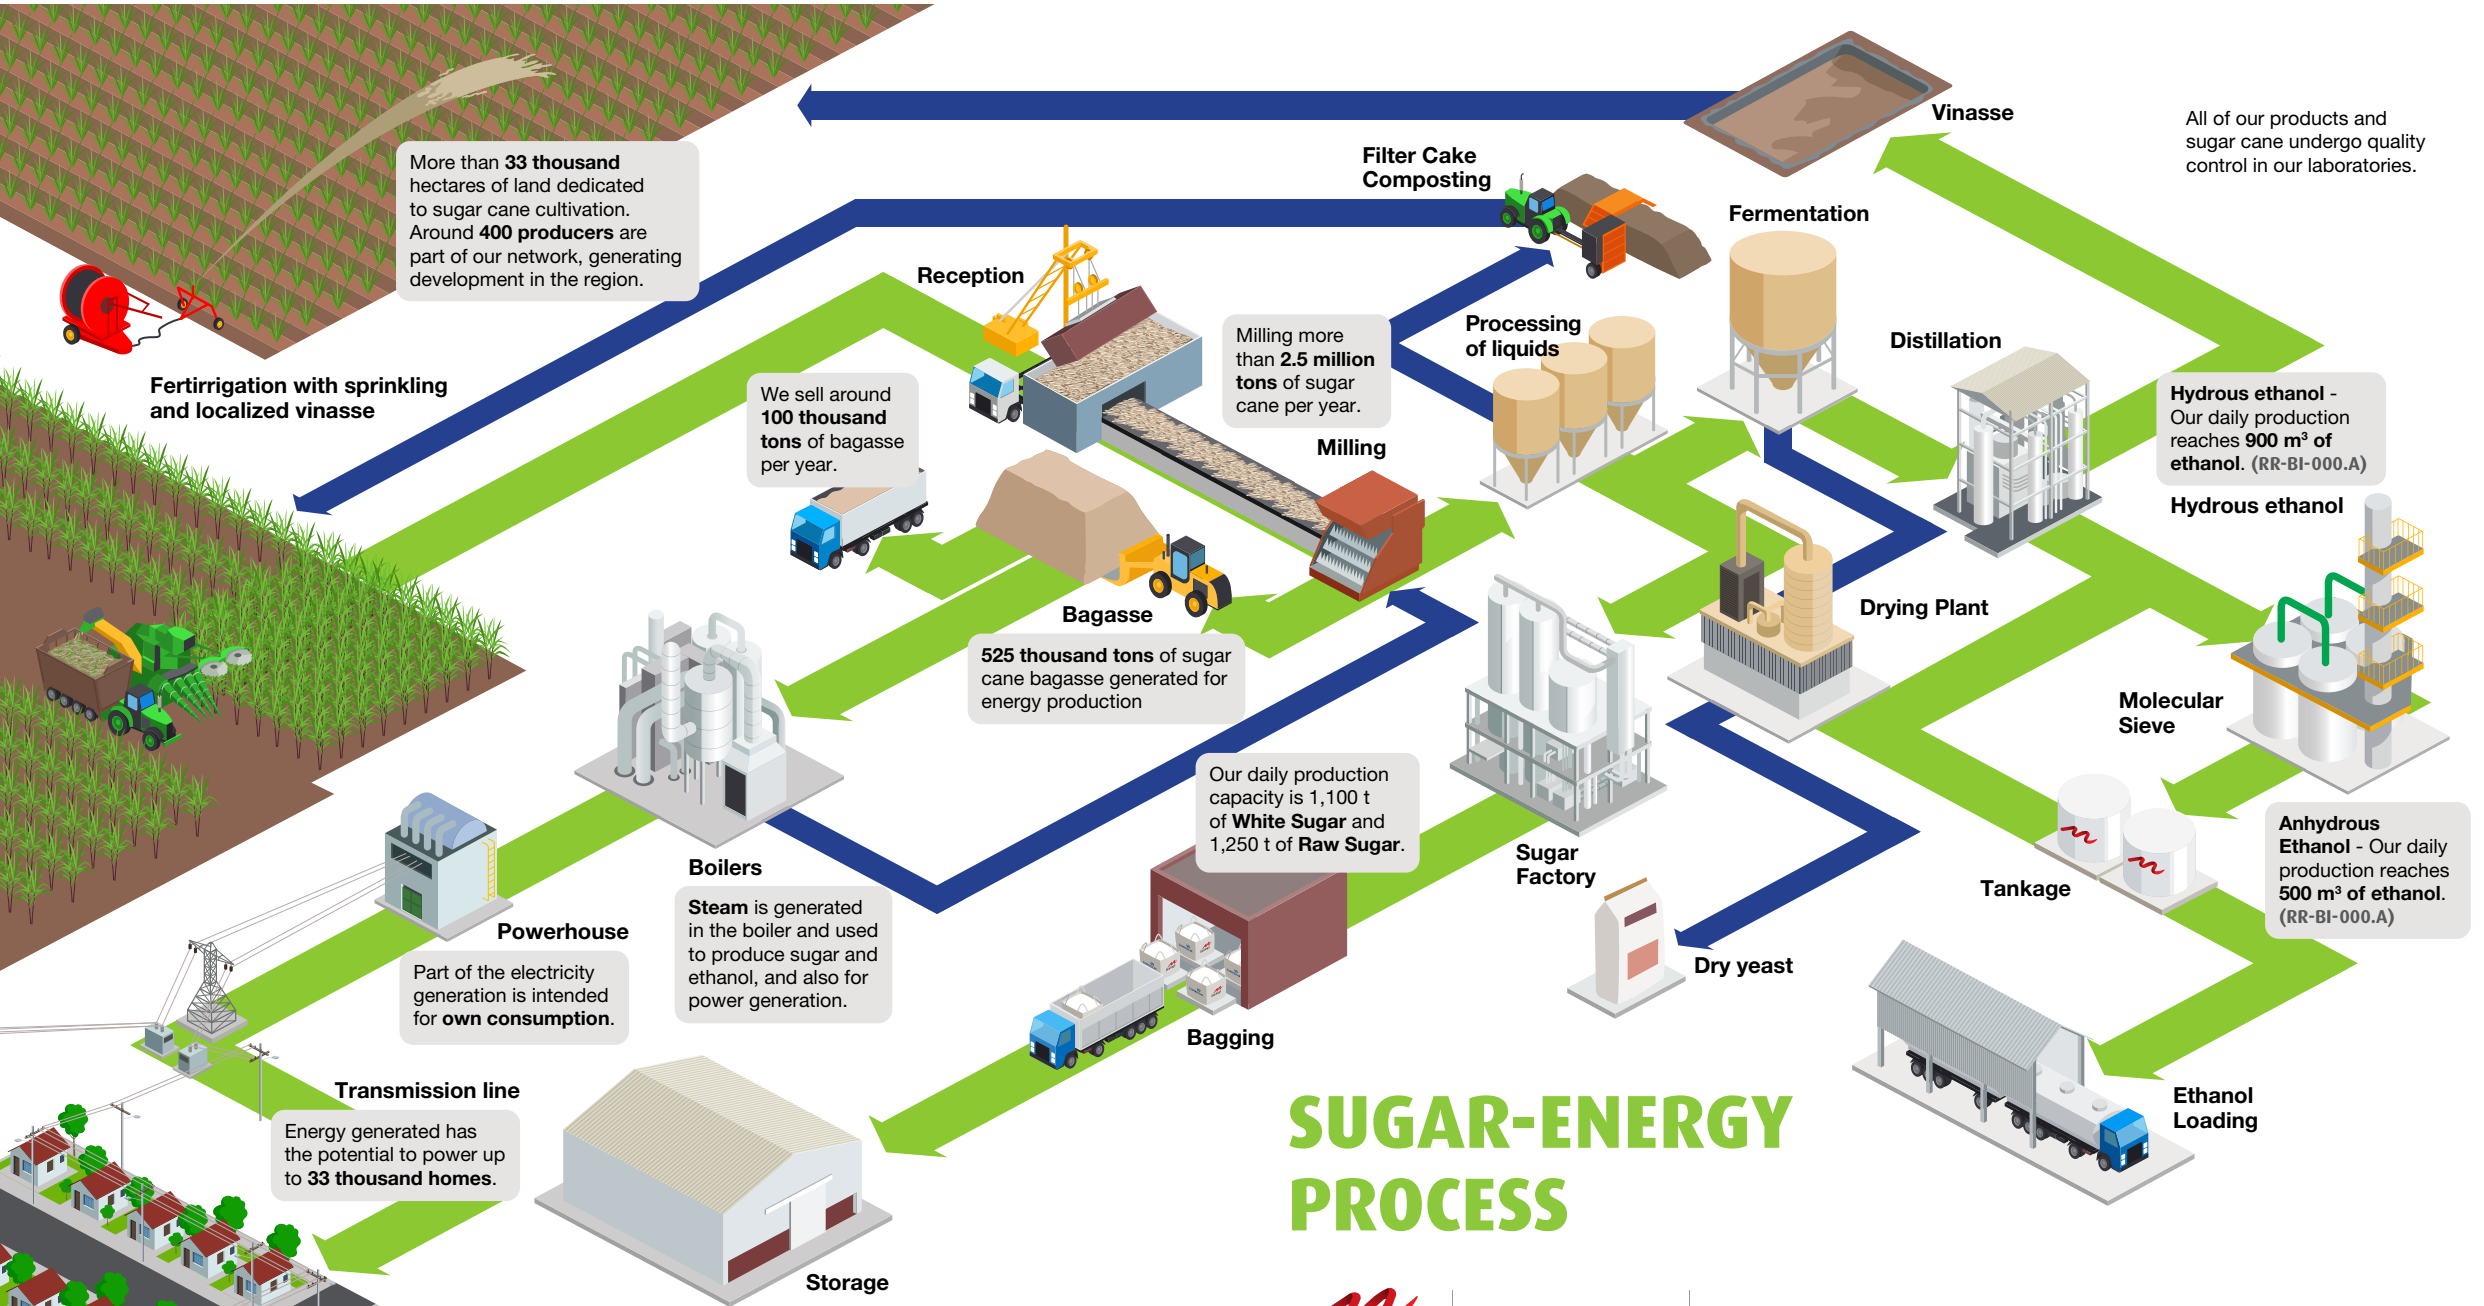 Vinasse
All of our products and
sugar cane undergo quality
control in our laboratories.
Filter Cake
Composting
More than 33 thousand
hectares of land dedicated
to sugar cane cultivation.
Around 400 producers are
part of our network, generating
development in the region.
Fermentation
Reception
Processing
of liquids
Milling more
than 2.5 million
tons of sugar
cane per year.
Distillation
Fertirrigation with sprinkling
and localized vinasse
We sell around
100 thousand
tons of bagasse
per year.
Hydrous ethanol -
Our daily production
reaches 900 m³ of
ethanol. (RR-BI-000.A)
Milling
Hydrous ethanol
Bagasse
Drying Plant
525 thousand tons of sugar
cane bagasse generated for
energy production
Molecular
Sieve
Our daily production
capacity is 1,100 t
of White Sugar and
1,250 t of Raw Sugar.
Anhydrous
Ethanol - Our daily
production reaches
500 m³ of ethanol.
(RR-BI-000.A)
Sugar
Factory
Boilers
Tankage
Steam is generated
in the boiler and used
to produce sugar and
ethanol, and also for
power generation.
Powerhouse
Part of the electricity
generation is intended
for own consumption.
Dry yeast
Bagging
Transmission line
Energy generated has
the potential to power up
to 33 thousand homes.
Ethanol
Loading
SUGAR-ENERGY
PROCESS
Storage